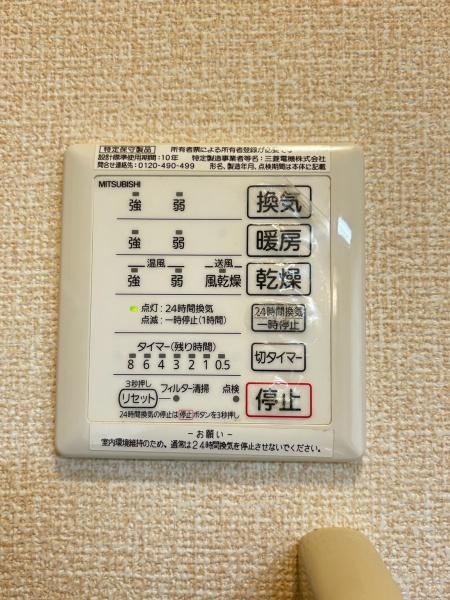 特定保守製品 所有者票による所有者登録が必要です
設計標準使用期間:10年 特定製造事業者等名:三菱電機株式会社
問合せ連絡先:0120-490-499 形名、製造年月、点検期間は本体に記載
MITSUBISHI
強 弱 換気
強 弱 暖房
温風 送風
強 弱 風乾燥 乾燥
点灯:24時間換気
点滅:一時停止(1時間)
24時間換気
一時停止
タイマー(残り時間)
8 6 4 3 2 1 0.5
切タイマー
3秒押し
リセット フィルター清掃 点検
停止
24時間換気の停止は停止ボタンを3秒押し
- お願い -
室内環境維持のため、通常は24時間換気を停止させないでください。